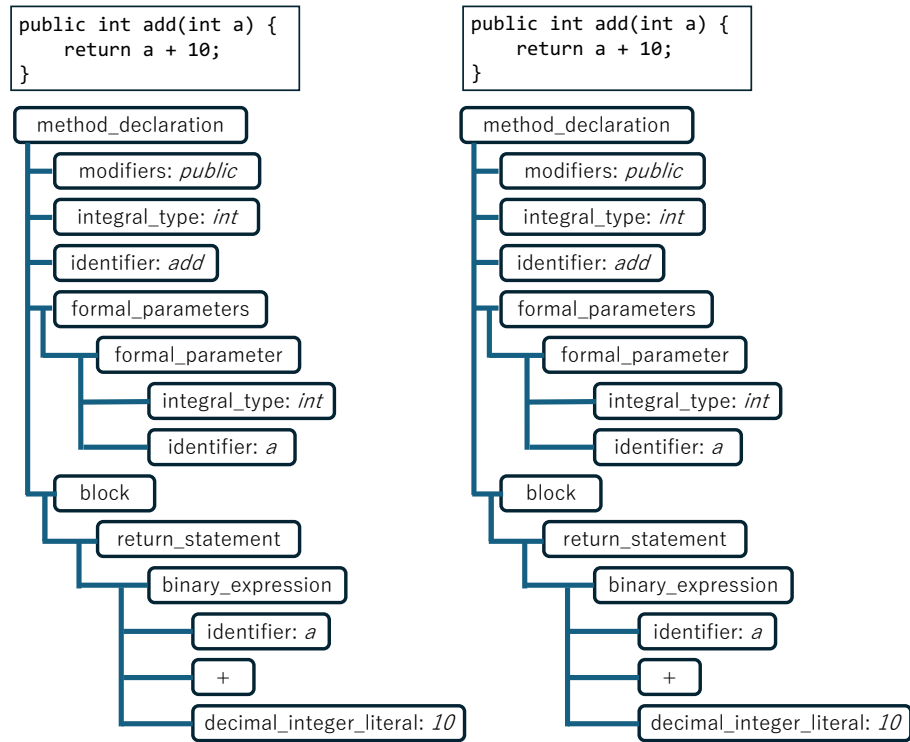 public int add(int a) {
    return a + 10;
}
method_declaration
modifiers: public
integral_type: int
identifier: add
formal_parameters
formal_parameter
integral_type: int
identifier: a
block
return_statement
binary_expression
identifier: a
+
decimal_integer_literal: 10
public int add(int a) {
    return a + 10;
}
method_declaration
modifiers: public
integral_type: int
identifier: add
formal_parameters
formal_parameter
integral_type: int
identifier: a
block
return_statement
binary_expression
identifier: a
+
decimal_integer_literal: 10